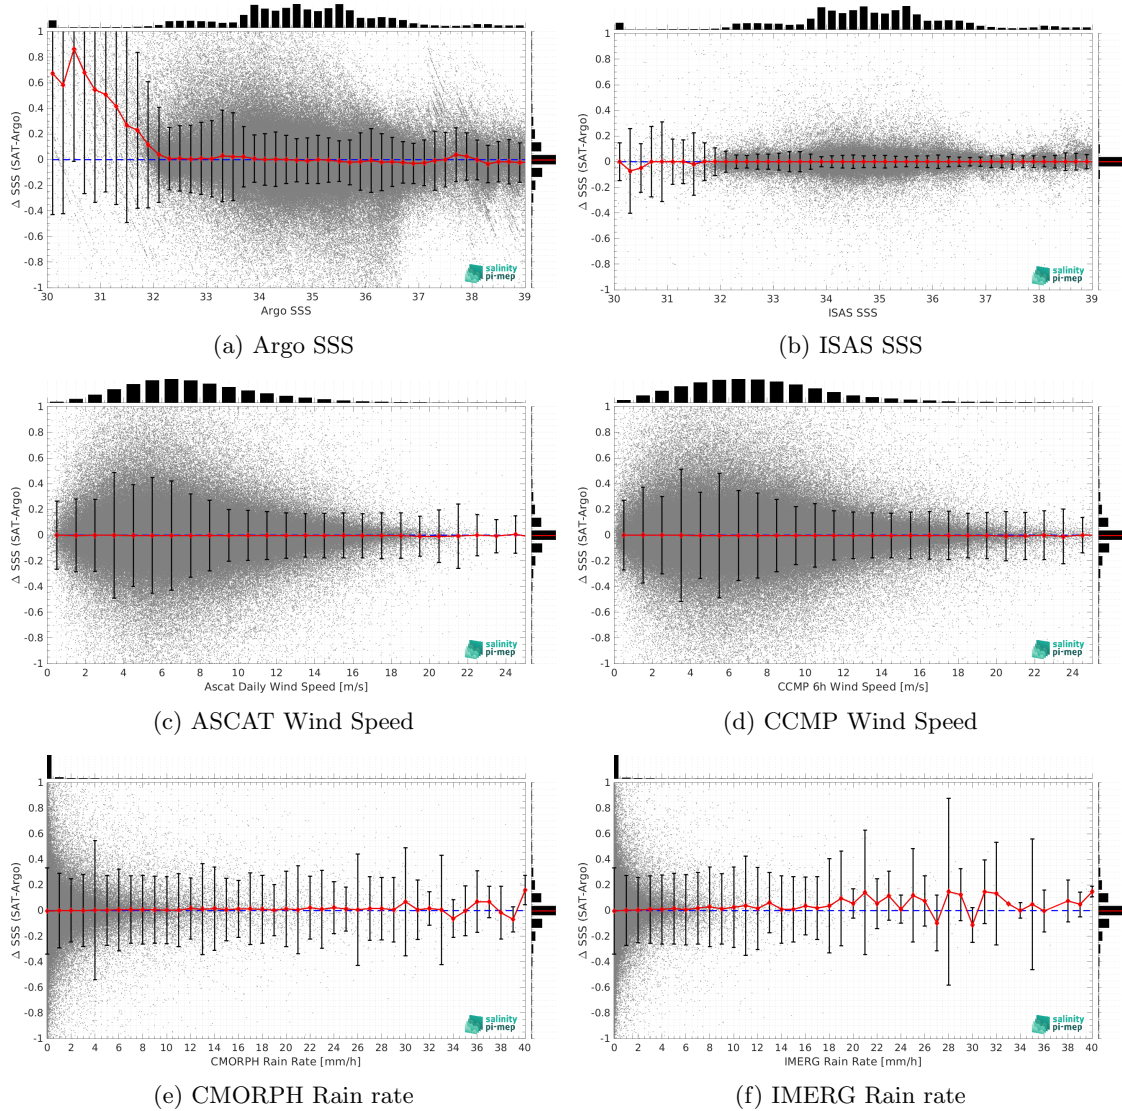 1
0.8
0.6
0.4
0.2
0
-0.2
-0.4
-0.6
-0.8
-1
Δ SSS (SAT-Argo)
salinity
pi-mep
30 31 32 33 34 35 36 37 38 39
Argo SSS
(a) Argo SSS
1
0.8
0.6
0.4
0.2
0
-0.2
-0.4
-0.6
-0.8
-1
Δ SSS (SAT-Argo)
salinity
pi-mep
30 31 32 33 34 35 36 37 38 39
ISAS SSS
(b) ISAS SSS
1
0.8
0.6
0.4
0.2
0
-0.2
-0.4
-0.6
-0.8
-1
Δ SSS (SAT-Argo)
salinity
pi-mep
0 2 4 6 8 10 12 14 16 18 20 22 24
Ascat Daily Wind Speed [m/s]
(c) ASCAT Wind Speed
1
0.8
0.6
0.4
0.2
0
-0.2
-0.4
-0.6
-0.8
-1
Δ SSS (SAT-Argo)
salinity
pi-mep
0 2 4 6 8 10 12 14 16 18 20 22 24
CCMP 6h Wind Speed [m/s]
(d) CCMP Wind Speed
1
0.8
0.6
0.4
0.2
0
-0.2
-0.4
-0.6
-0.8
-1
Δ SSS (SAT-Argo)
salinity
pi-mep
0 2 4 6 8 10 12 14 16 18 20 22 24 26 28 30 32 34 36 38 40
CMORPH Rain Rate [mm/h]
(e) CMORPH Rain rate
1
0.8
0.6
0.4
0.2
0
-0.2
-0.4
-0.6
-0.8
-1
Δ SSS (SAT-Argo)
salinity
pi-mep
0 2 4 6 8 10 12 14 16 18 20 22 24 26 28 30 32 34 36 38 40
IMERG Rain Rate [mm/h]
(f) IMERG Rain rate